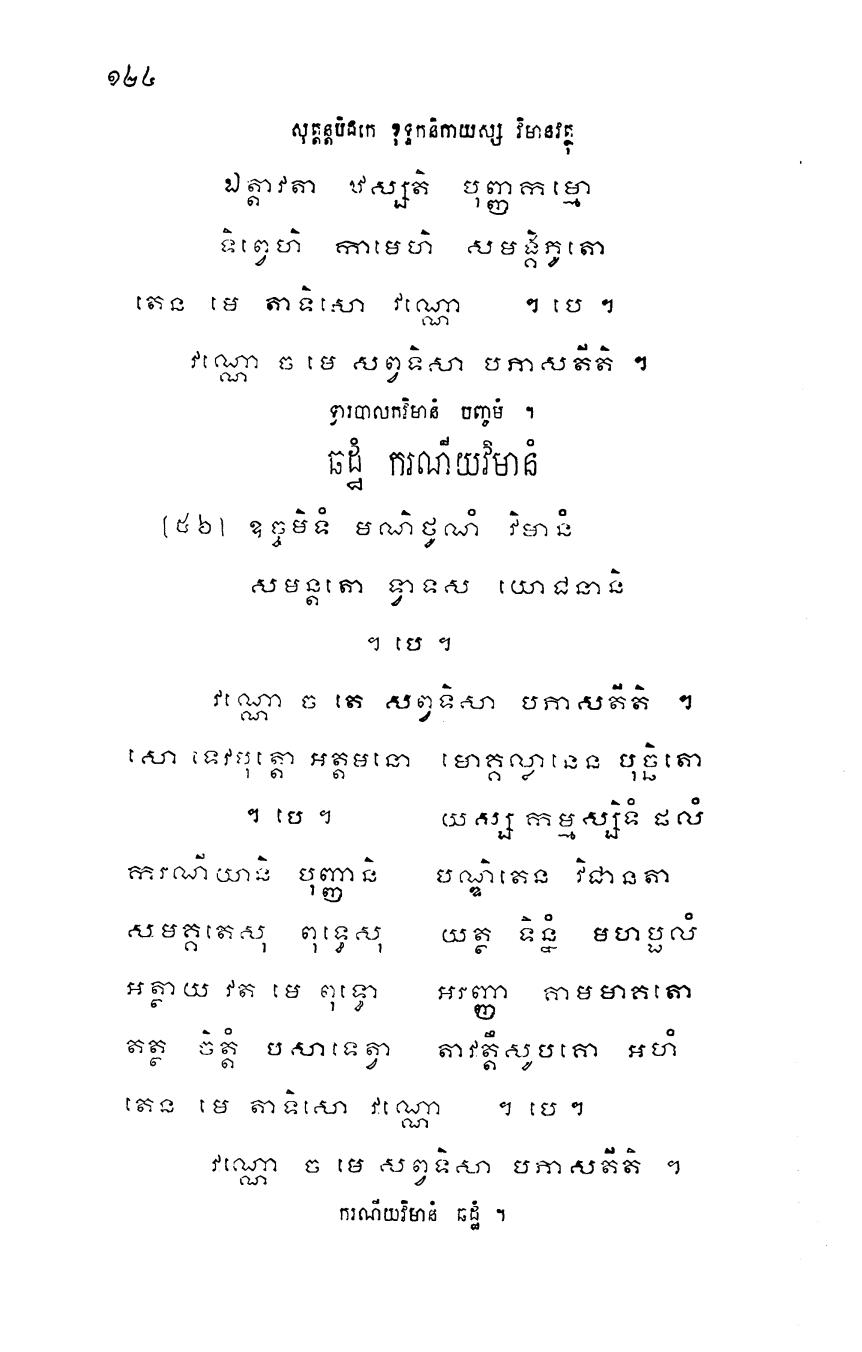 ១២៤
សុត្តន្តបិដកេ ខុទ្ទកនិកាយស្ស វិមានវត្ថុ
ឯត្តាវតា ឋស្សតិ បុញ្ញកម្មោ
ទិព្វេហិ កាមេហិ សមង្គិភូតោ
តេន មេ តាទិសោ វណ្ណោ ។ បេ ។
វណ្ណោ ច មេ សព្វទិសា បភាសតីតិ ។
ទ្វារបាលកវិមានំ បញ្ចមំ ។
ឆដ្ឋំ ករណីយវិមានំ
(៥៦) ឧច្ចមិទំ មណិថូណំ វិមានំ
សមន្តតោ ទ្វាទស យោជនានិ
។ បេ ។
វណ្ណោ ច តេ សព្វទិសា បភាសតីតិ ។
សោ ទេវបុត្តោ អត្តមនោ មោគ្គល្លានេន បុច្ឆិតោ
។ បេ ។ យស្ស កម្មស្សិទំ ផលំ
ករណីយានិ បុញ្ញានិ បណ្ឌិតេន វិជានតា
សមគ្គតេសុ ពុទ្ធេសុ យត្ថ ទិន្នំ មហប្ផលំ
អត្ថាយ វត មេ ពុទ្ធោ អរញ្ញា គាមមាគតោ
តត្ថ ចិត្តំ បសាទេត្វា តាវត្តឹសូបគោ អហំ
តេន មេ តាទិសោ វណ្ណោ ។ បេ ។
វណ្ណោ ច មេ សព្វទិសា បភាសតីតិ ។
ករណីយវិមានំ ឆដ្ឋំ ។